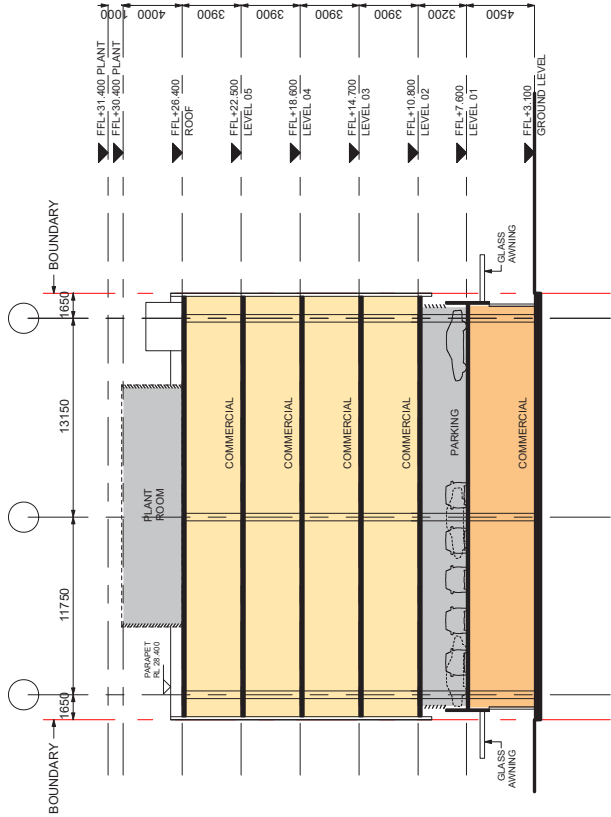 BOUNDARY
BOUNDARY
1650
11750
13150
1650
1000
4000
3900
3900
3900
3900
3200
4500
FFL+31.400 PLANT
FFL+30.400 PLANT
FFL+26.400
ROOF
FFL+22.500
LEVEL 05
FFL+18.600
LEVEL 04
FFL+14.700
LEVEL 03
FFL+10.800
LEVEL 02
FFL+7.600
LEVEL 01
FFL+3.100
GROUND LEVEL
PARAPET
RL 28.400
PLANT
ROOM
COMMERCIAL
COMMERCIAL
COMMERCIAL
COMMERCIAL
PARKING
COMMERCIAL
GLASS
AWNING
GLASS
AWNING